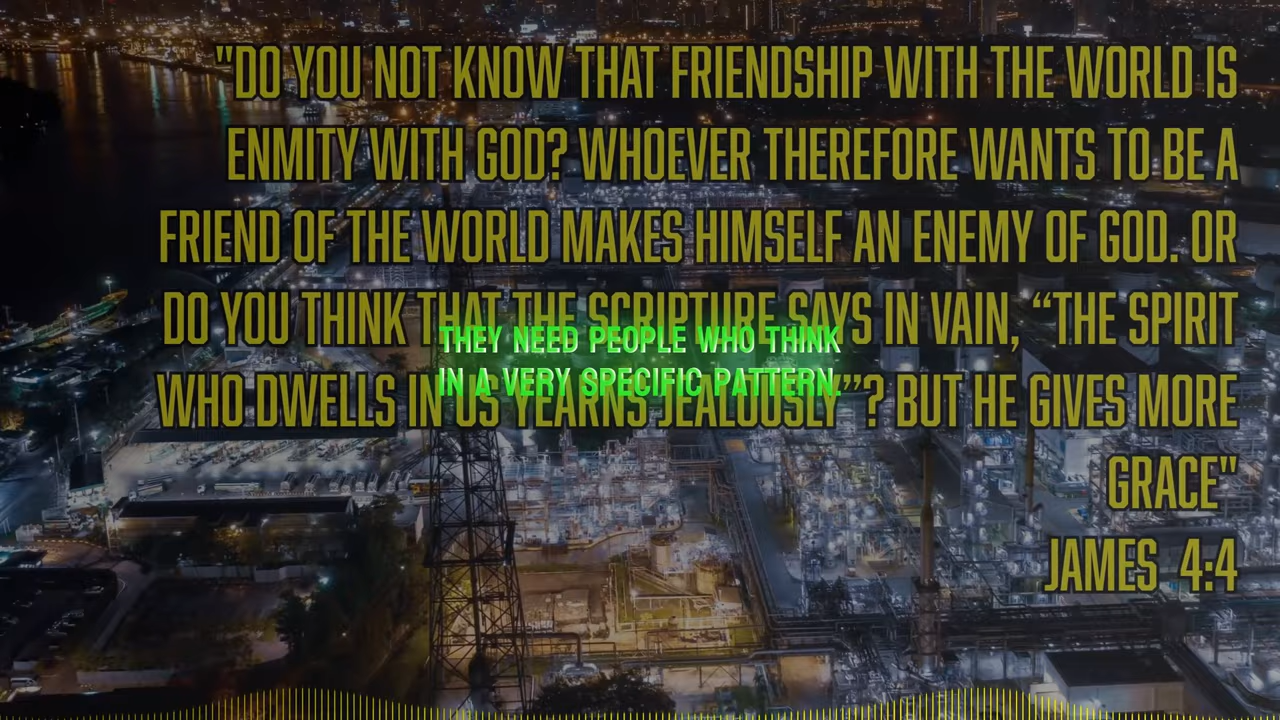 "DO YOU NOT KNOW THAT FRIENDSHIP WITH THE WORLD IS
ENMITY WITH GOD? WHOEVER THEREFORE WANTS TO BE A
FRIEND OF THE WORLD MAKES HIMSELF AN ENEMY OF GOD. OR
DO YOU THINK THAT THE SCRIPTURE SAYS IN VAIN, “THE SPIRIT
WHO DWELLS IN US YEARNS JEALOUSLY”? BUT HE GIVES MORE
GRACE"
JAMES 4:4
THEY NEED PEOPLE WHO THINK
IN A VERY SPECIFIC PATTERN.